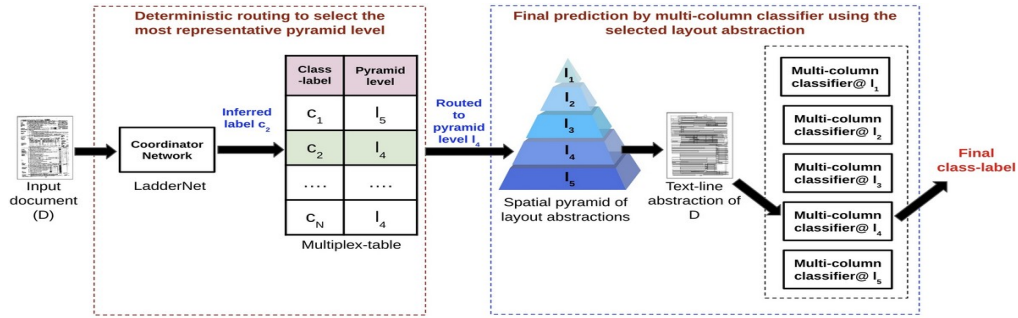 Deterministic routing to select the
most representative pyramid level
Input
document
(D)
Coordinator
Network
LadderNet
Inferred
label c2
Class
-label
Pyramid
level
c1
l5
c2
l4
....
....
cN
l4
Multiplex-table
Routed
to
pyramid
level l4
Final prediction by multi-column classifier using the
selected layout abstraction
l1
l2
l3
l4
l5
Spatial pyramid of
layout abstractions
Text-line
abstraction of
D
Multi-column
classifier@ l1
Multi-column
classifier@ l2
Multi-column
classifier@ l3
Multi-column
classifier@ l4
Multi-column
classifier@ l5
Final
class-label